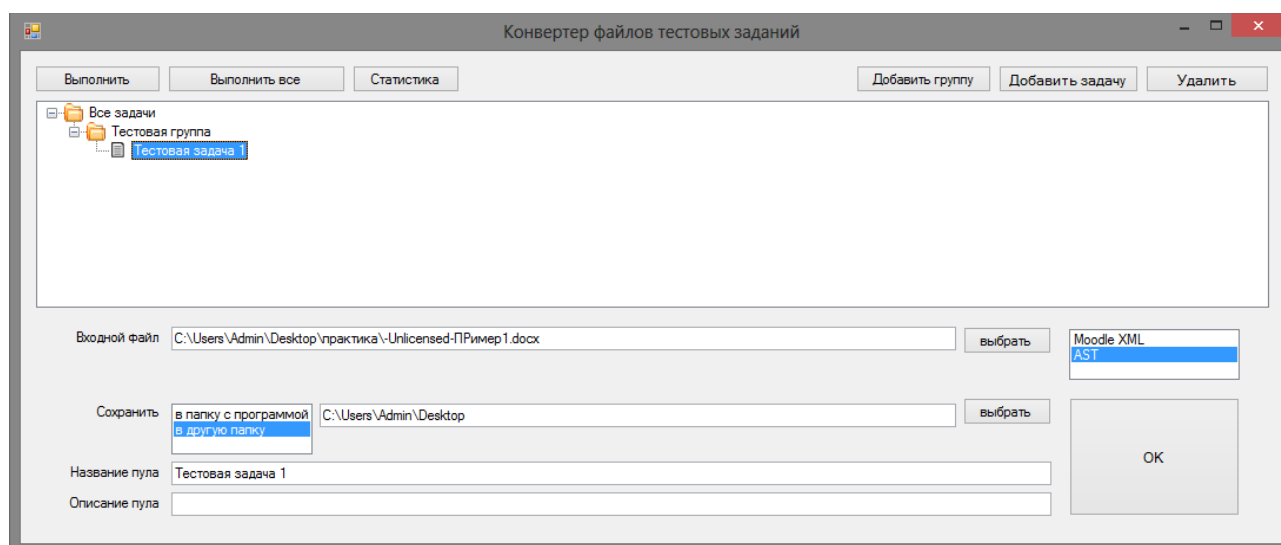 Конвертер файлов тестовых заданий
Выполнить Выполнить все Статистика Добавить группу Добавить задачу Удалить
Все задачи
Тестовая группа
Тестовая задача 1
Входной файл C:\Users\Admin\Desktop\практика\-Unlicensed-ПРимер1.docx выбрать Moodle XML
AST
Сохранить в папку с программой C:\Users\Admin\Desktop выбрать
в другую папку
OK
Название пула Тестовая задача 1
Описание пула